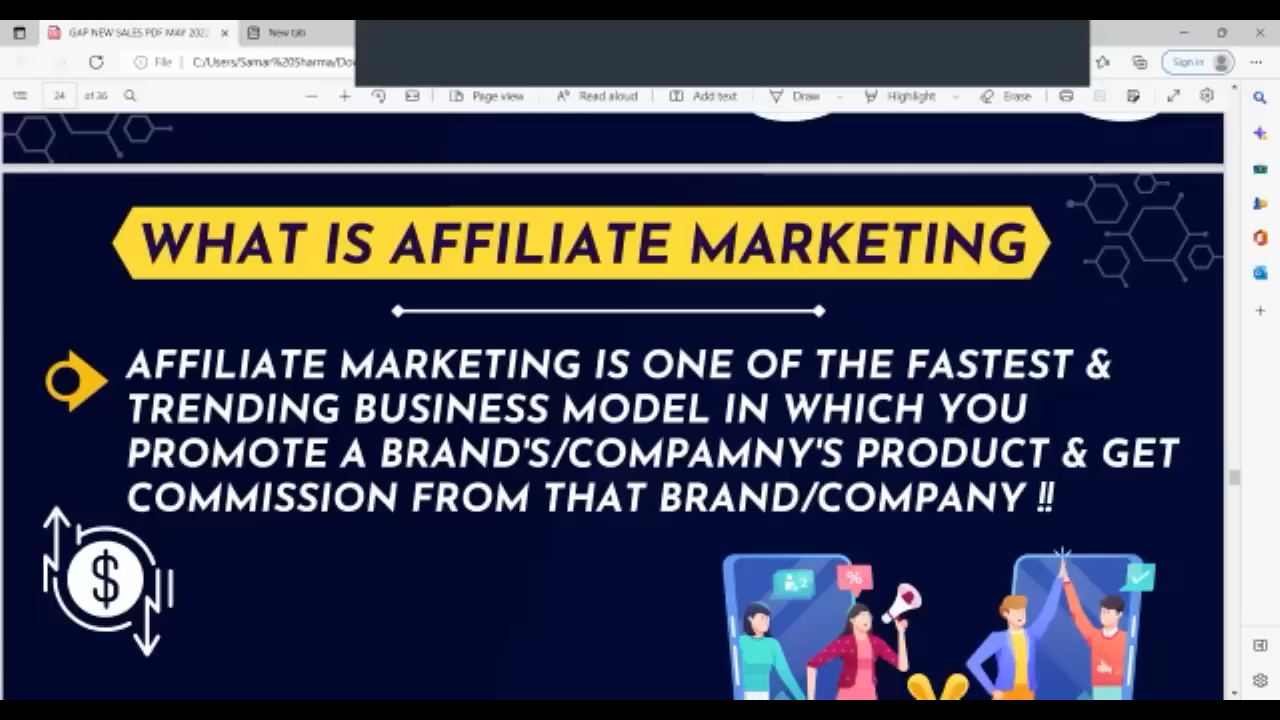 GAP NEW SALES PDF MAY 202
New tab
File
C:/Users/Samar%20Sharma/Do
Sign in
24 of 36
Page view
Read aloud
Add text
Draw
Highlight
Erase
WHAT IS AFFILIATE MARKETING
AFFILIATE MARKETING IS ONE OF THE FASTEST &
TRENDING BUSINESS MODEL IN WHICH YOU
PROMOTE A BRAND'S/COMPAMNY'S PRODUCT & GET
COMMISSION FROM THAT BRAND/COMPANY !!
$
2
%